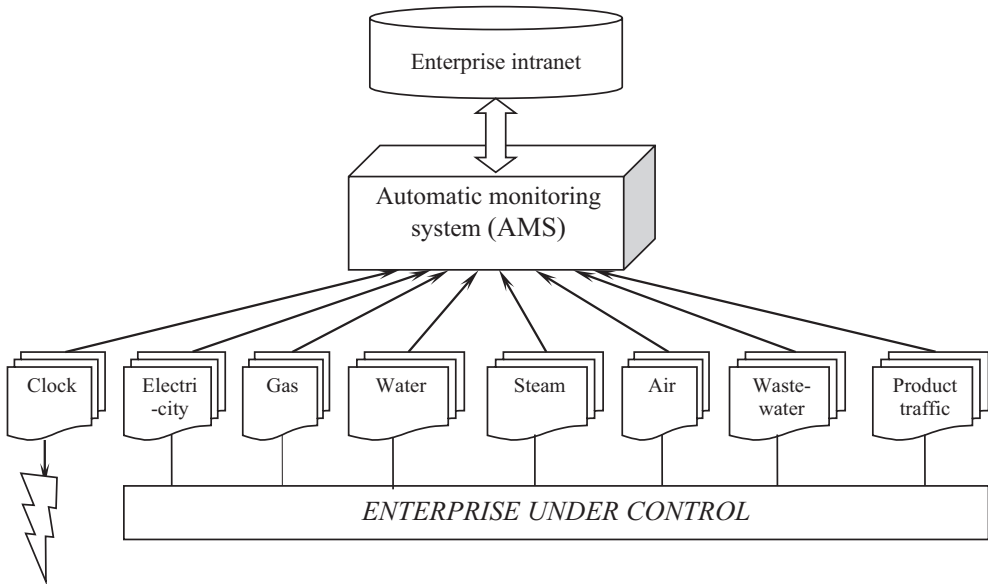 Enterprise intranet
Automatic monitoring
system (AMS)
Clock
Electri
-city
Gas
Water
Steam
Air
Waste-
water
Product
traffic
ENTERPRISE UNDER CONTROL